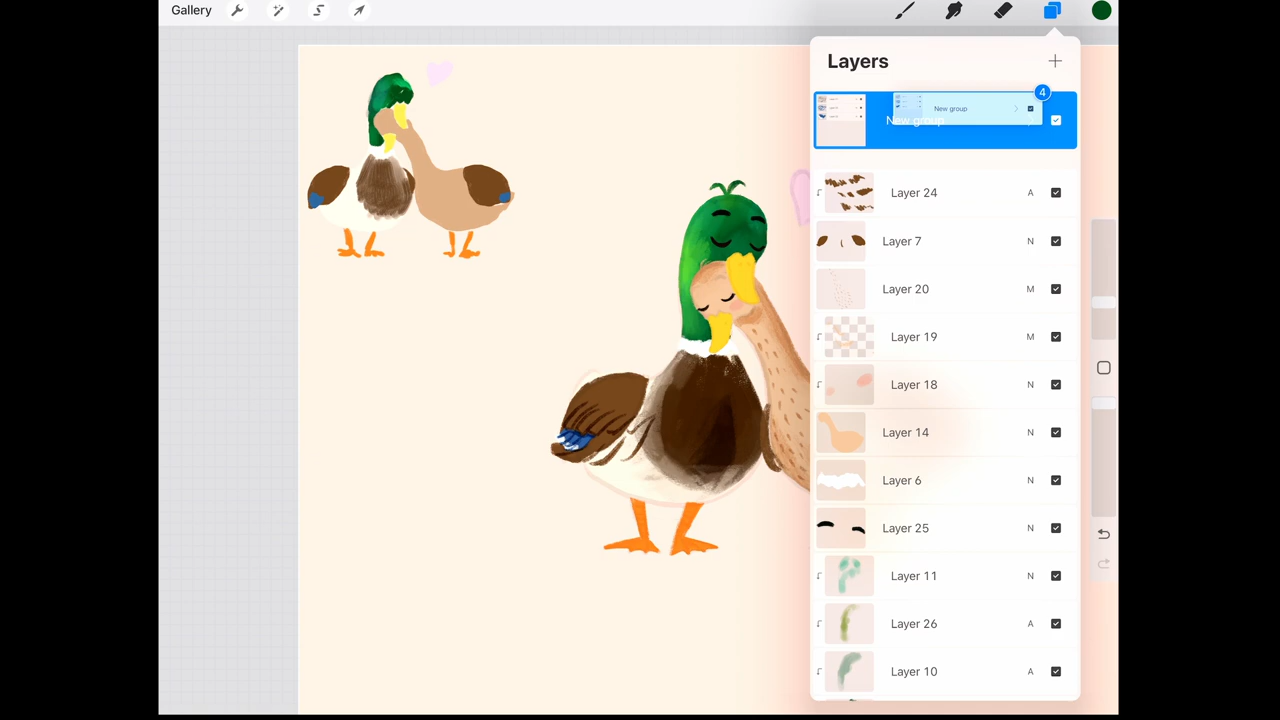 Gallery
Layers
4
New group
New group
Layer 24 A
Layer 7 N
Layer 20 M
Layer 19 M
Layer 18 N
Layer 14 N
Layer 6 N
Layer 25 N
Layer 11 N
Layer 26 A
Layer 10 A